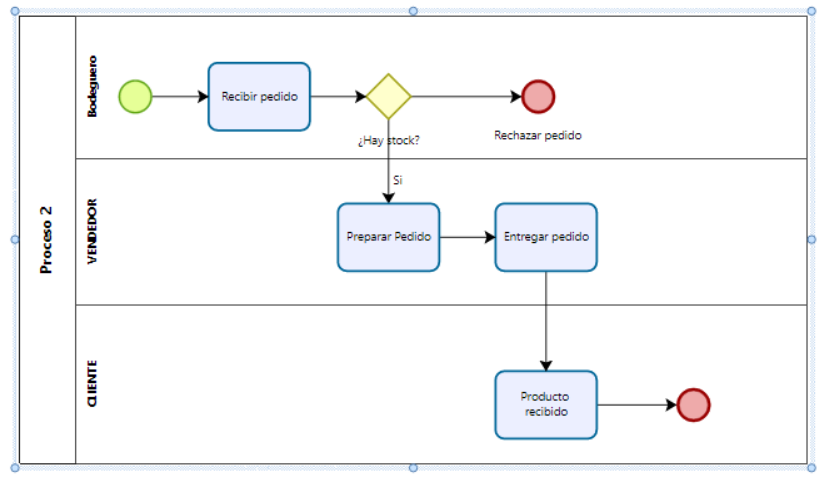 Proceso 2
Bodeguero
Recibir pedido
¿Hay stock?
Rechazar pedido
Si
VENDEDOR
Preparar Pedido
Entregar pedido
CLIENTE
Producto
recibido